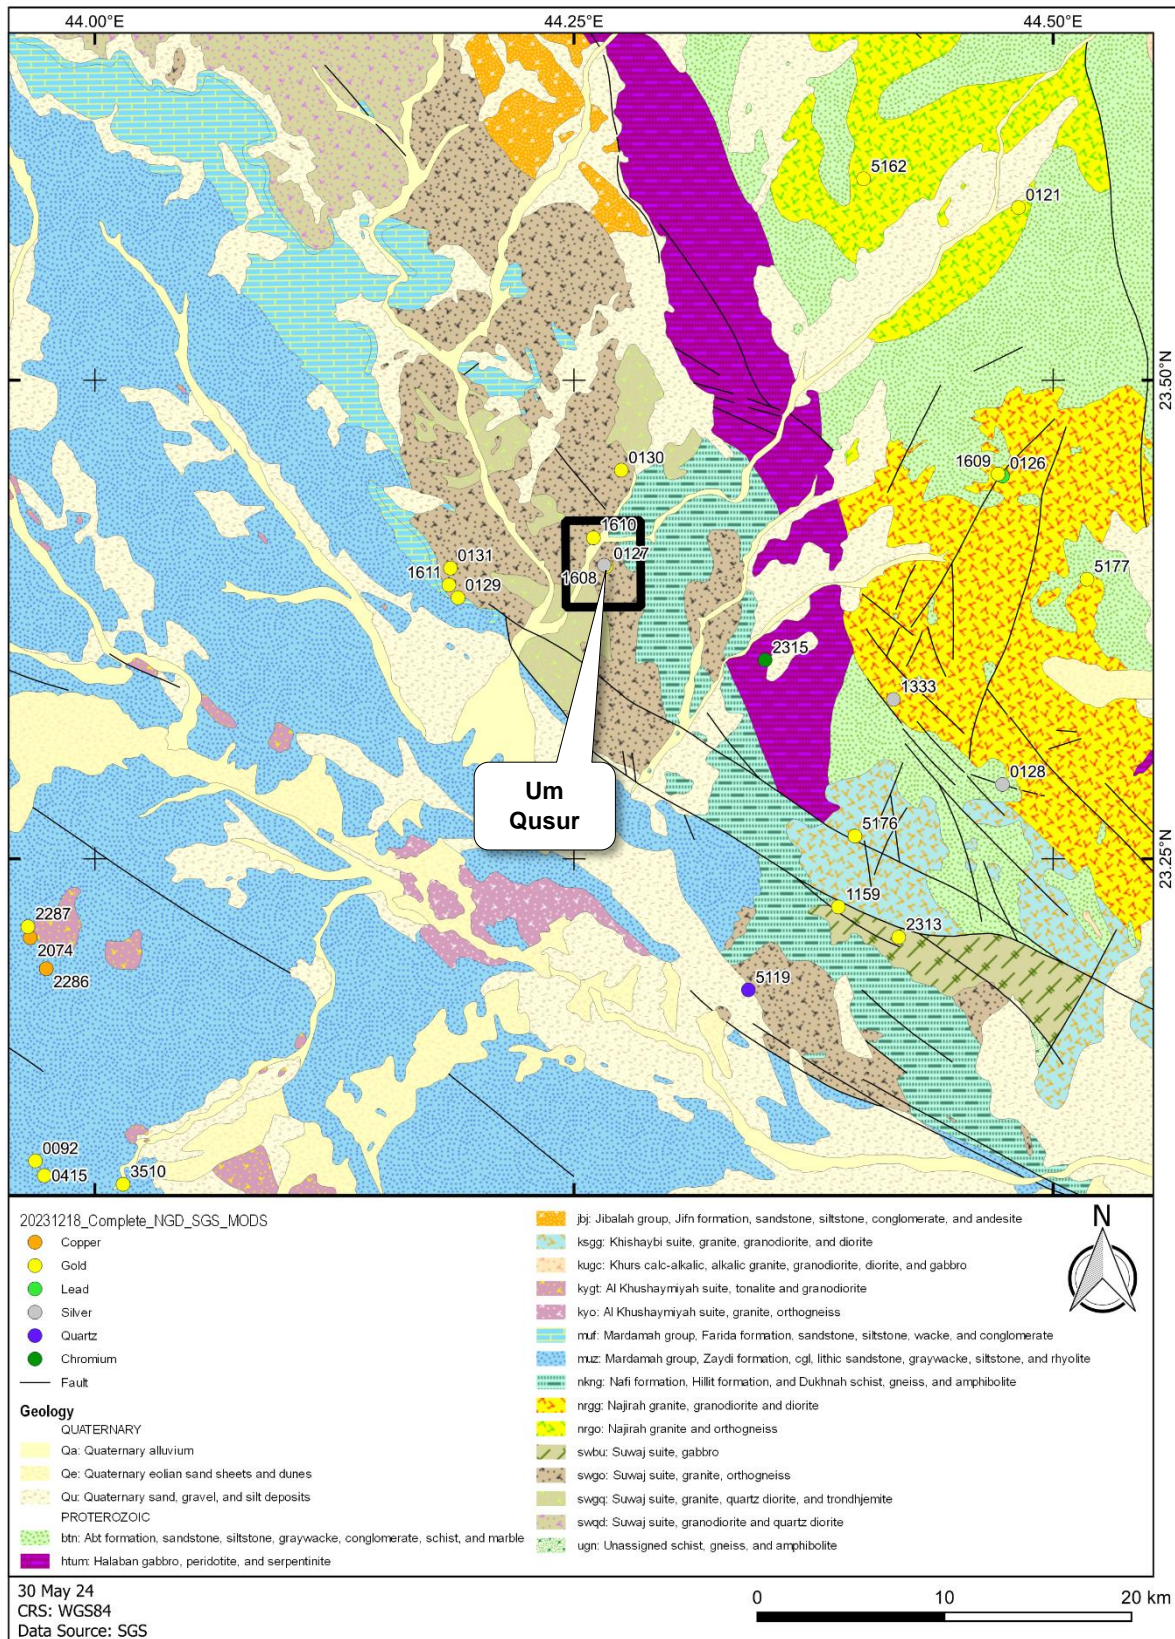 44.00°E
44.25°E
44.50°E
5162
0121
23.50°N
0130
1609
0126
1610
0131
0127
1611
0129
1608
5177
2315
1333
0128
Um
Qusur
5176
23.25°N
1159
2287
2313
2074
2286
5119
0092
0415
3510
20231218_Complete_NGD_SGS_MODS
Copper
Gold
Lead
Silver
Quartz
Chromium
Fault
Geology
QUATERNARY
Qa: Quaternary alluvium
Qe: Quaternary eolian sand sheets and dunes
Qu: Quaternary sand, gravel, and silt deposits
PROTEROZOIC
btn: Abt formation, sandstone, siltstone, graywacke, conglomerate, schist, and marble
htum: Halaban gabbro, peridotite, and serpentinite
jbj: Jibalah group, Jifn formation, sandstone, siltstone, conglomerate, and andesite
ksgg: Khishaybi suite, granite, granodiorite, and diorite
kugc: Khurs calc-alkalic, alkalic granite, granodiorite, diorite, and gabbro
kygt: Al Khushaymiyah suite, tonalite and granodiorite
kyo: Al Khushaymiyah suite, granite, orthogneiss
muf: Mardamah group, Farida formation, sandstone, siltstone, wacke, and conglomerate
muz: Mardamah group, Zaydi formation, cgl, lithic sandstone, graywacke, siltstone, and rhyolite
nkng: Nafi formation, Hillit formation, and Dukhnah schist, gneiss, and amphibolite
nrgg: Najirah granite, granodiorite and diorite
nrgo: Najirah granite and orthogneiss
swbu: Suwaj suite, gabbro
swgo: Suwaj suite, granite, orthogneiss
swgq: Suwaj suite, granite, quartz diorite, and trondhjemite
swqd: Suwaj suite, granodiorite and quartz diorite
ugn: Unassigned schist, gneiss, and amphibolite
N
30 May 24
CRS: WGS84
Data Source: SGS
0
10
20 km